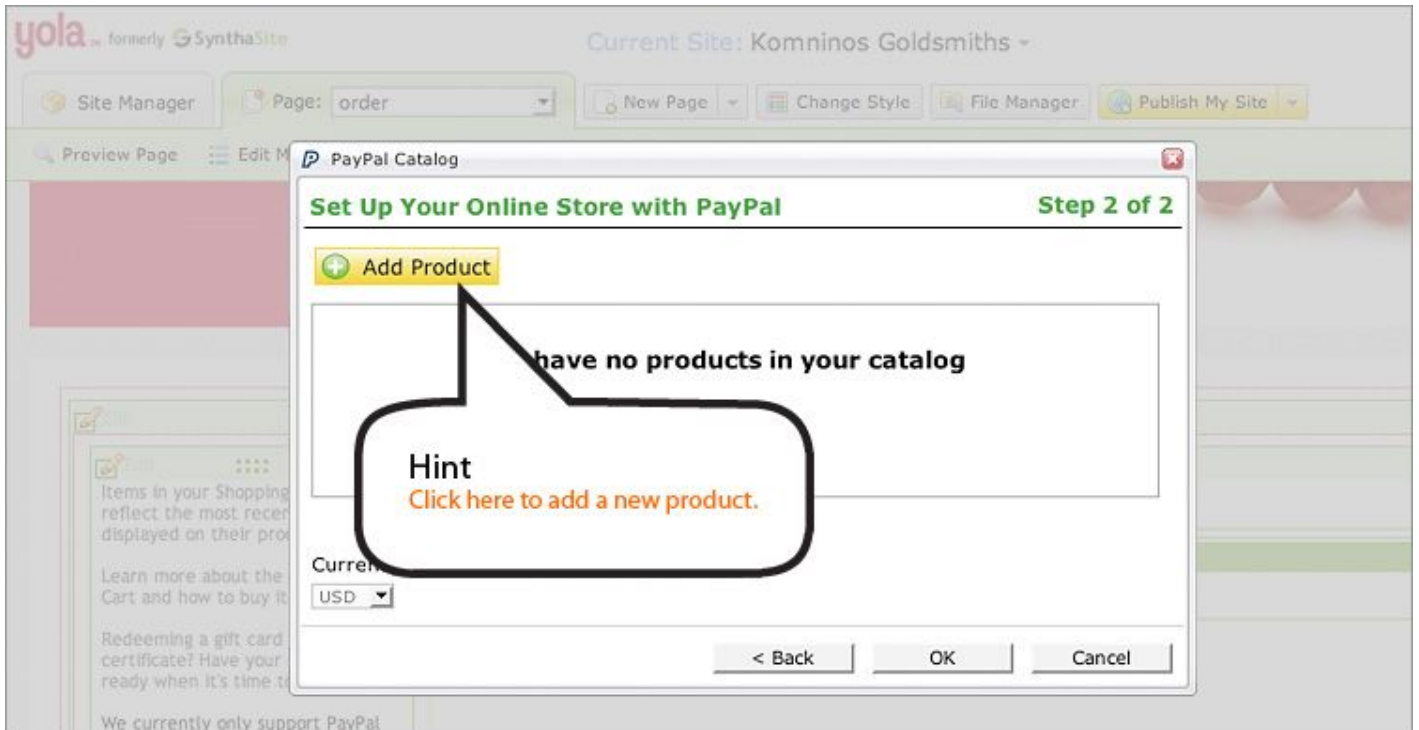 yola formerly SynthaSite
Current Site: Komninos Goldsmiths
Site Manager
Page: order
New Page
Change Style
File Manager
Publish My Site
Preview Page
Edit M
PayPal Catalog
Set Up Your Online Store with PayPal
Step 2 of 2
Add Product
have no products in your catalog
Hint
Click here to add a new product.
Curren
USD
< Back
OK
Cancel
Edit
Edit
Items in your Shopping
reflect the most recen
displayed on their pro
Learn more about the
Cart and how to buy it
Redeeming a gift card
certificate? Have your
ready when it's time to
We currently only support PayPal